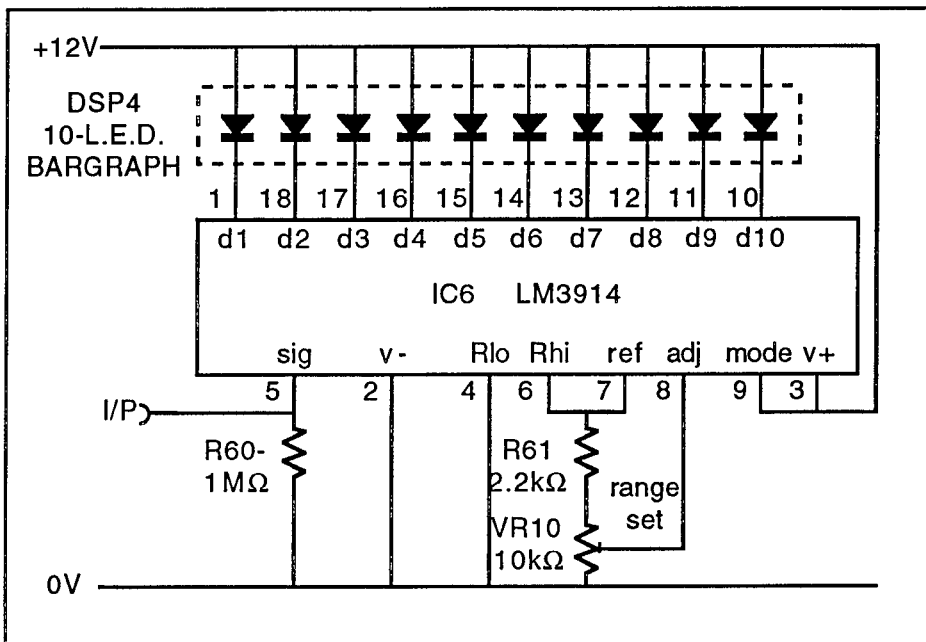 +12V
DSP4
10-L.E.D.
BARGRAPH
1 18 17 16 15 14 13 12 11 10
d1 d2 d3 d4 d5 d6 d7 d8 d9 d10
IC6 LM3914
sig v- Rlo Rhi ref adj mode v+
5 2 4 6 7 8 9 3
I/P
R60-
1MΩ
R61
2.2kΩ
range
set
VR10
10kΩ
0V